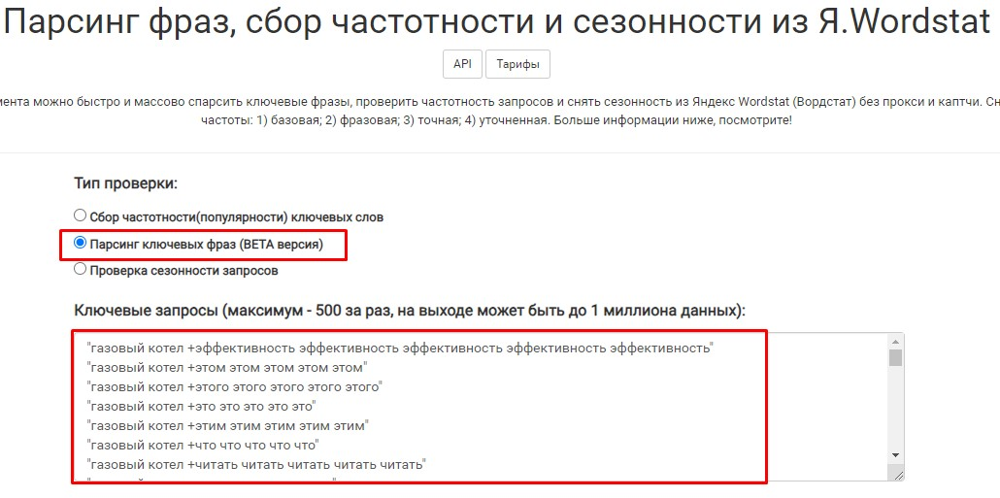 Парсинг фраз, сбор частотности и сезонности из Я.Wordstat
API
Тарифы
мента можно быстро и массово спарсить ключевые фразы, проверить частотность запросов и снять сезонность из Яндекс Wordstat (Вордстат) без прокси и каптчи. Сн
частоты: 1) базовая; 2) фразовая; 3) точная; 4) уточненная. Больше информации ниже, посмотрите!
Тип проверки:
Сбор частотности(популярности) ключевых слов
Парсинг ключевых фраз (BETA версия)
Проверка сезонности запросов
Ключевые запросы (максимум - 500 за раз, на выходе может быть до 1 миллиона данных):
"газовый котел +эффективность эффективность эффективность эффективность эффективность"
"газовый котел +этом этом этом этом этом"
"газовый котел +этого этого этого этого этого"
"газовый котел +это это это это это"
"газовый котел +этим этим этим этим этим"
"газовый котел +что что что что что"
"газовый котел +читать читать читать читать читать"